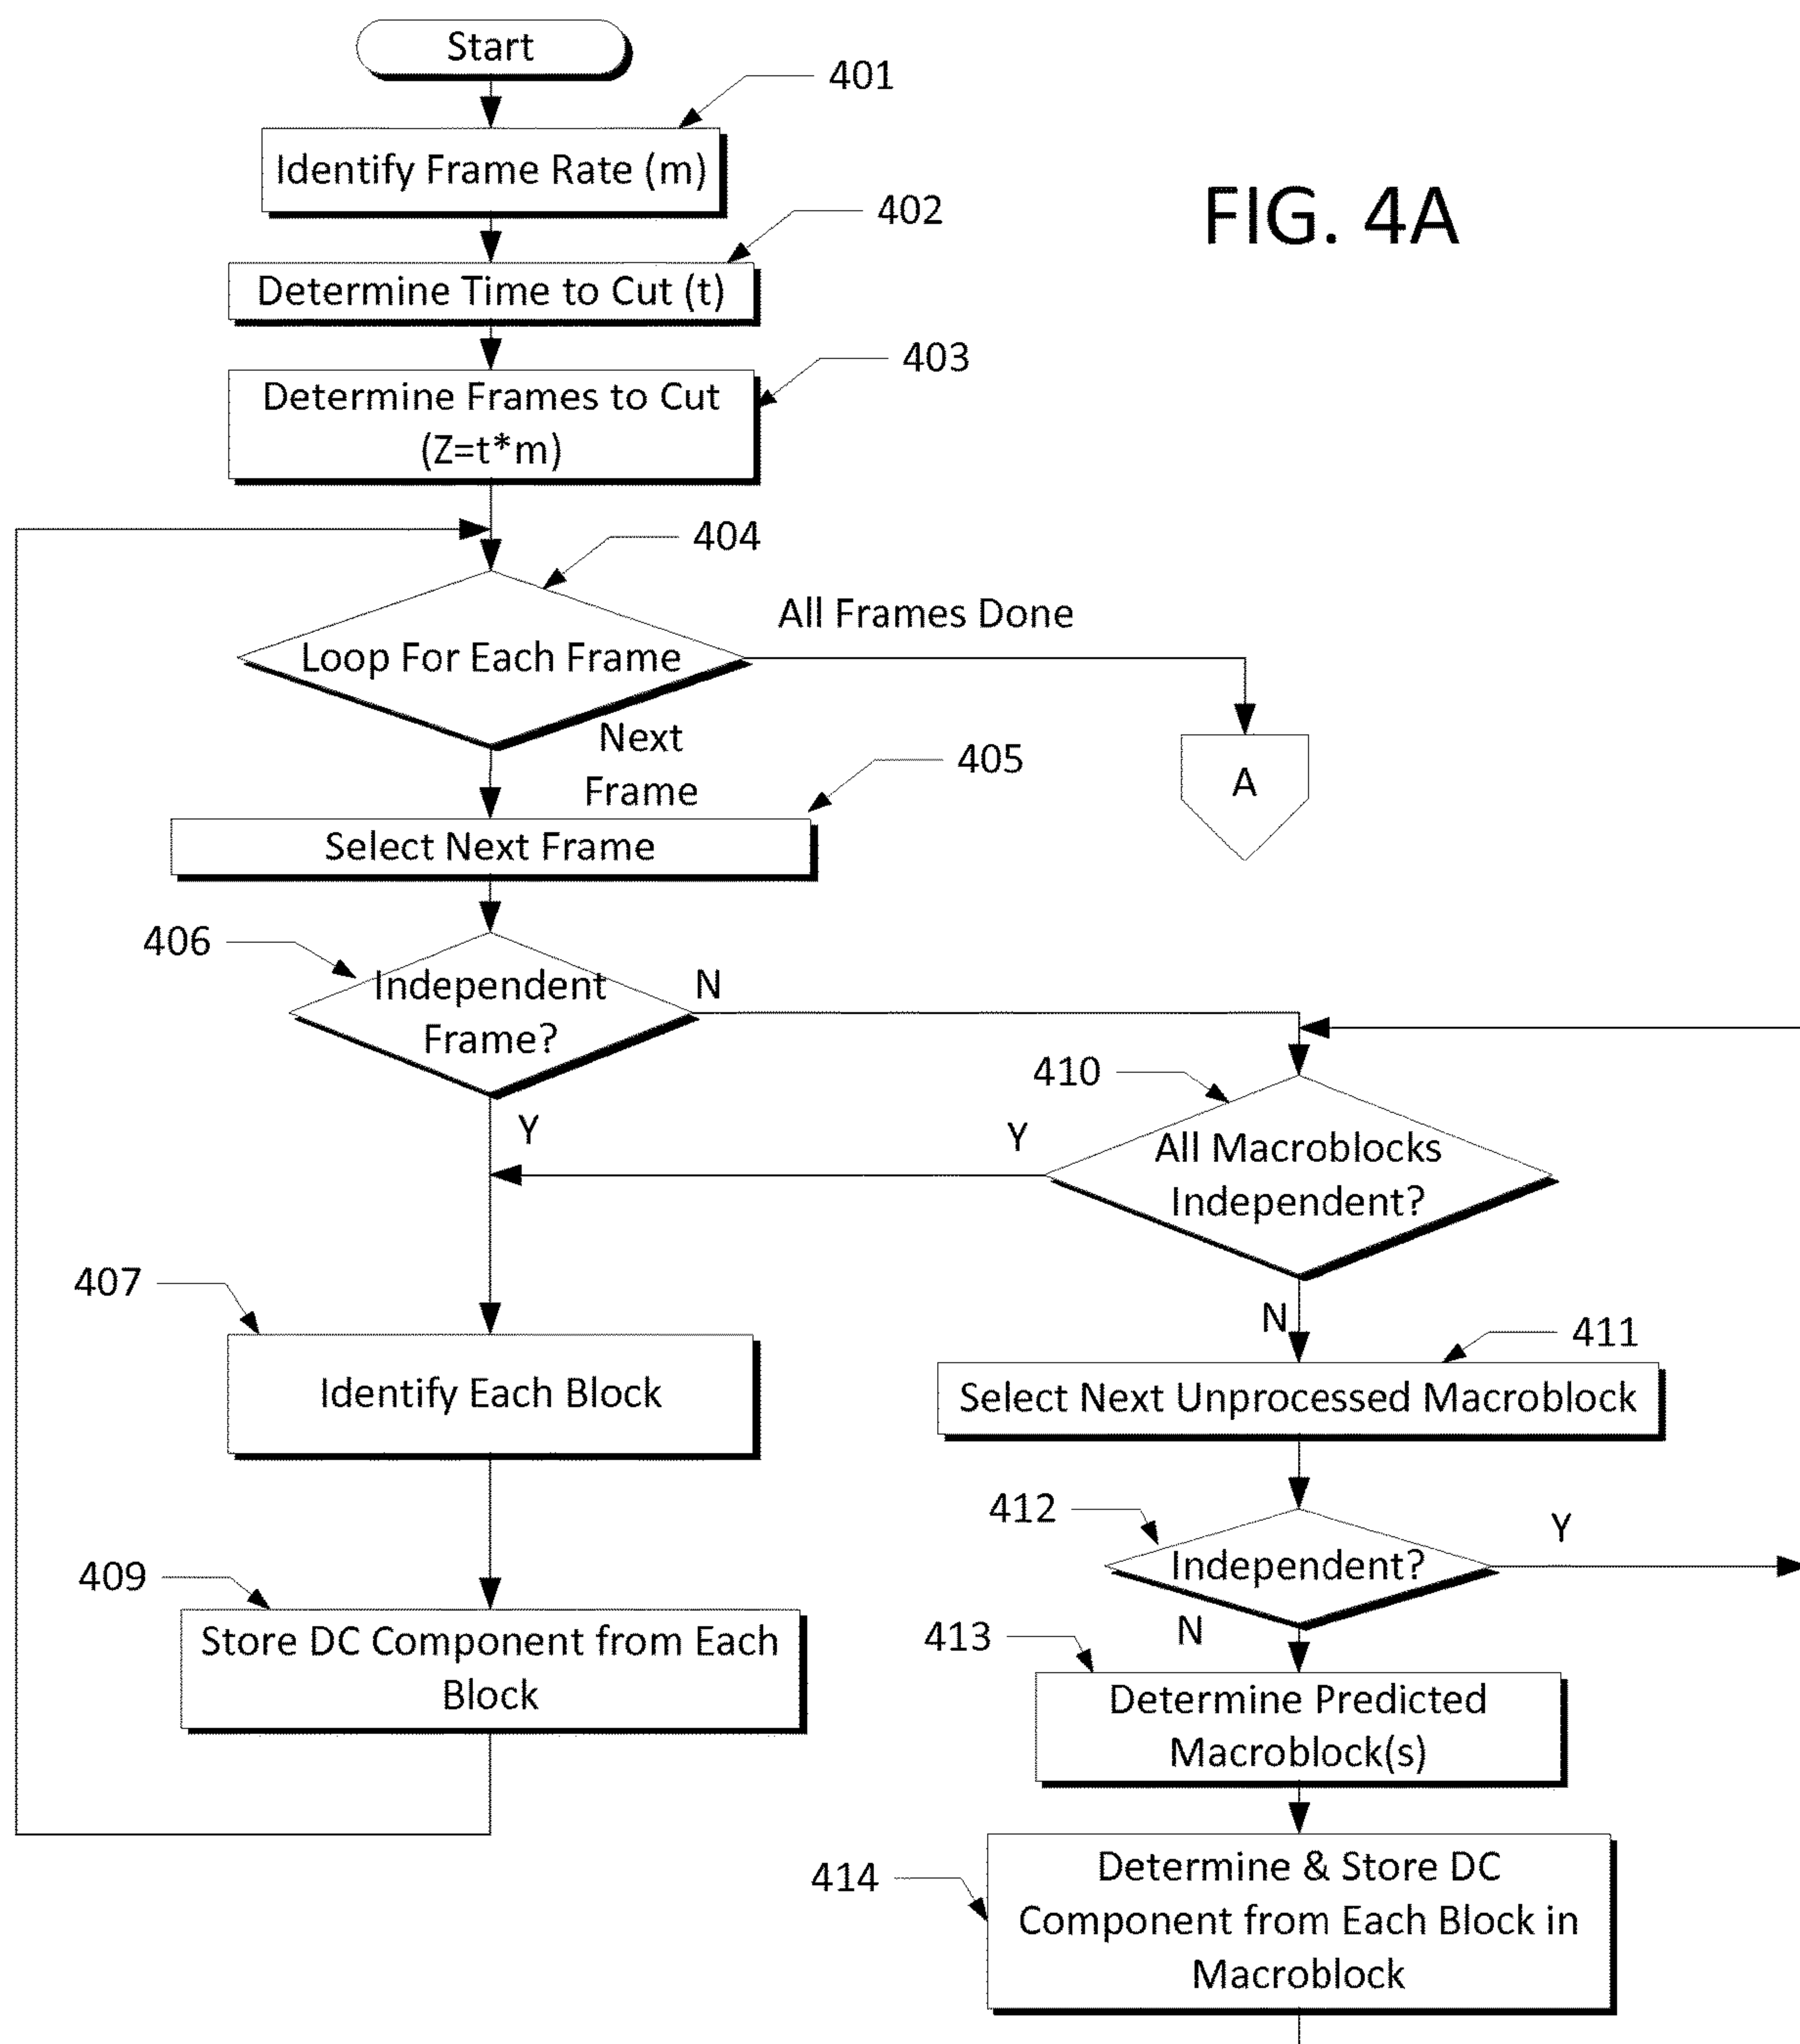 Start
401
Identify Frame Rate (m)
FIG. 4A
402
Determine Time to Cut (t)
403
Determine Frames to Cut
(Z=t*m)
404
All Frames Done
Loop For Each Frame
Next
Frame
405
A
Select Next Frame
406
Independent
Frame?
N
410
Y
Y
All Macroblocks
Independent?
407
N
411
Identify Each Block
Select Next Unprocessed Macroblock
412
Y
Independent?
409
N
413
Store DC Component from Each
Block
Determine Predicted
Macroblock(s)
414
Determine & Store DC
Component from Each Block in
Macroblock